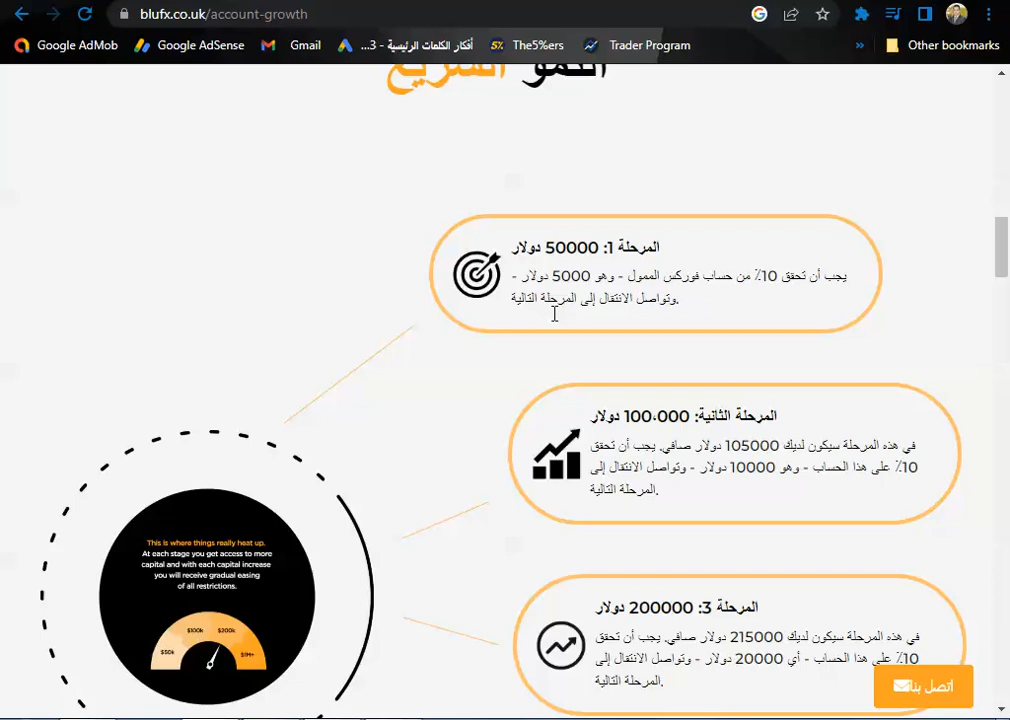 blufx.co.uk/account-growth
Google AdMob
Google AdSense
Gmail
أفكار الكلمات الرئيسية - 3...
The5%ers
Trader Program
»
Other bookmarks
النمو السريع
المرحلة 1: 50000 دولار
يجب أن تحقق 10٪ من حساب فوركس الممول - وهو 5000 دولار -
وتواصل الانتقال إلى المرحلة التالية.
المرحلة الثانية: 100،000 دولار
في هذه المرحلة سيكون لديك 105000 دولار صافي. يجب أن تحقق
10٪ على هذا الحساب - وهو 10000 دولار - وتواصل الانتقال إلى
المرحلة التالية.
This is where things really heat up.
At each stage you get access to more
capital and with each capital increase
you will receive gradual easing
of all restrictions.
$50k
$100k
$200k
$1M+
المرحلة 3: 200000 دولار
في هذه المرحلة سيكون لديك 215000 دولار صافي. يجب أن تحقق
10٪ على هذا الحساب - أي 20000 دولار - وتواصل الانتقال إلى
المرحلة التالية.
اتصل بنا